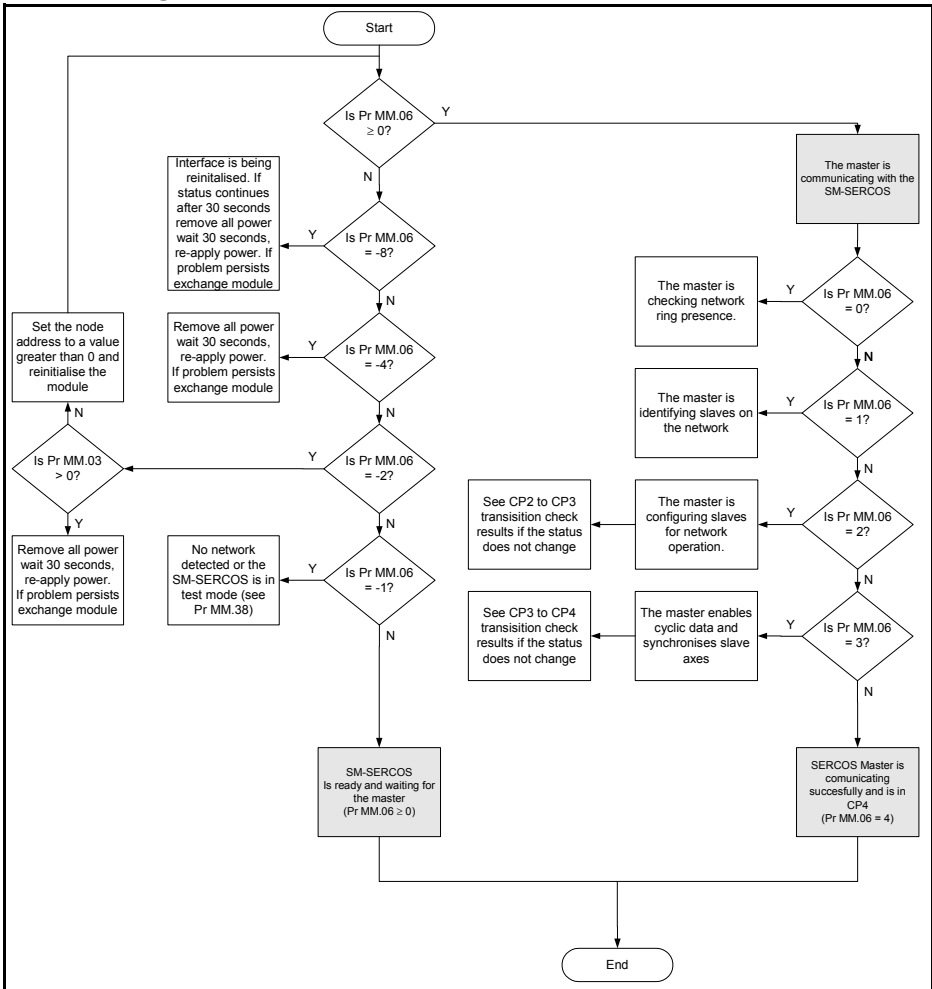 Start
Is Pr MM.06
≥ 0?
Y
N
The master is
communicating with the
SM-SERCOS
Interface is being
reinitalised. If
status continues
after 30 seconds
remove all power
wait 30 seconds,
re-apply power. If
problem persists
exchange module
Y
Is Pr MM.06
= -8?
N
The master is
checking network
ring presence.
Y
Is Pr MM.06
= 0?
N
Set the node
address to a value
greater than 0 and
reinitialise the
module
N
Remove all power
wait 30 seconds,
re-apply power.
If problem persists
exchange module
Y
Is Pr MM.06
= -4?
N
The master is
identifying slaves on
the network
Y
Is Pr MM.06
= 1?
N
Is Pr MM.03
> 0?
Y
Y
Is Pr MM.06
= -2?
N
See CP2 to CP3
transisition check
results if the status
does not change
The master is
configuring slaves
for network
operation.
Y
Is Pr MM.06
= 2?
N
Remove all power
wait 30 seconds,
re-apply power.
If problem persists
exchange module
No network
detected or the
SM-SERCOS is in
test mode (see
Pr MM.38)
Y
Is Pr MM.06
= -1?
N
See CP3 to CP4
transisition check
results if the status
does not change
The master enables
cyclic data and
synchronises slave
axes
Y
Is Pr MM.06
= 3?
N
SM-SERCOS
Is ready and waiting for
the master
(Pr MM.06 ≥ 0)
SERCOS Master is
comunicating
succesfully and is in
CP4
(Pr MM.06 = 4)
End